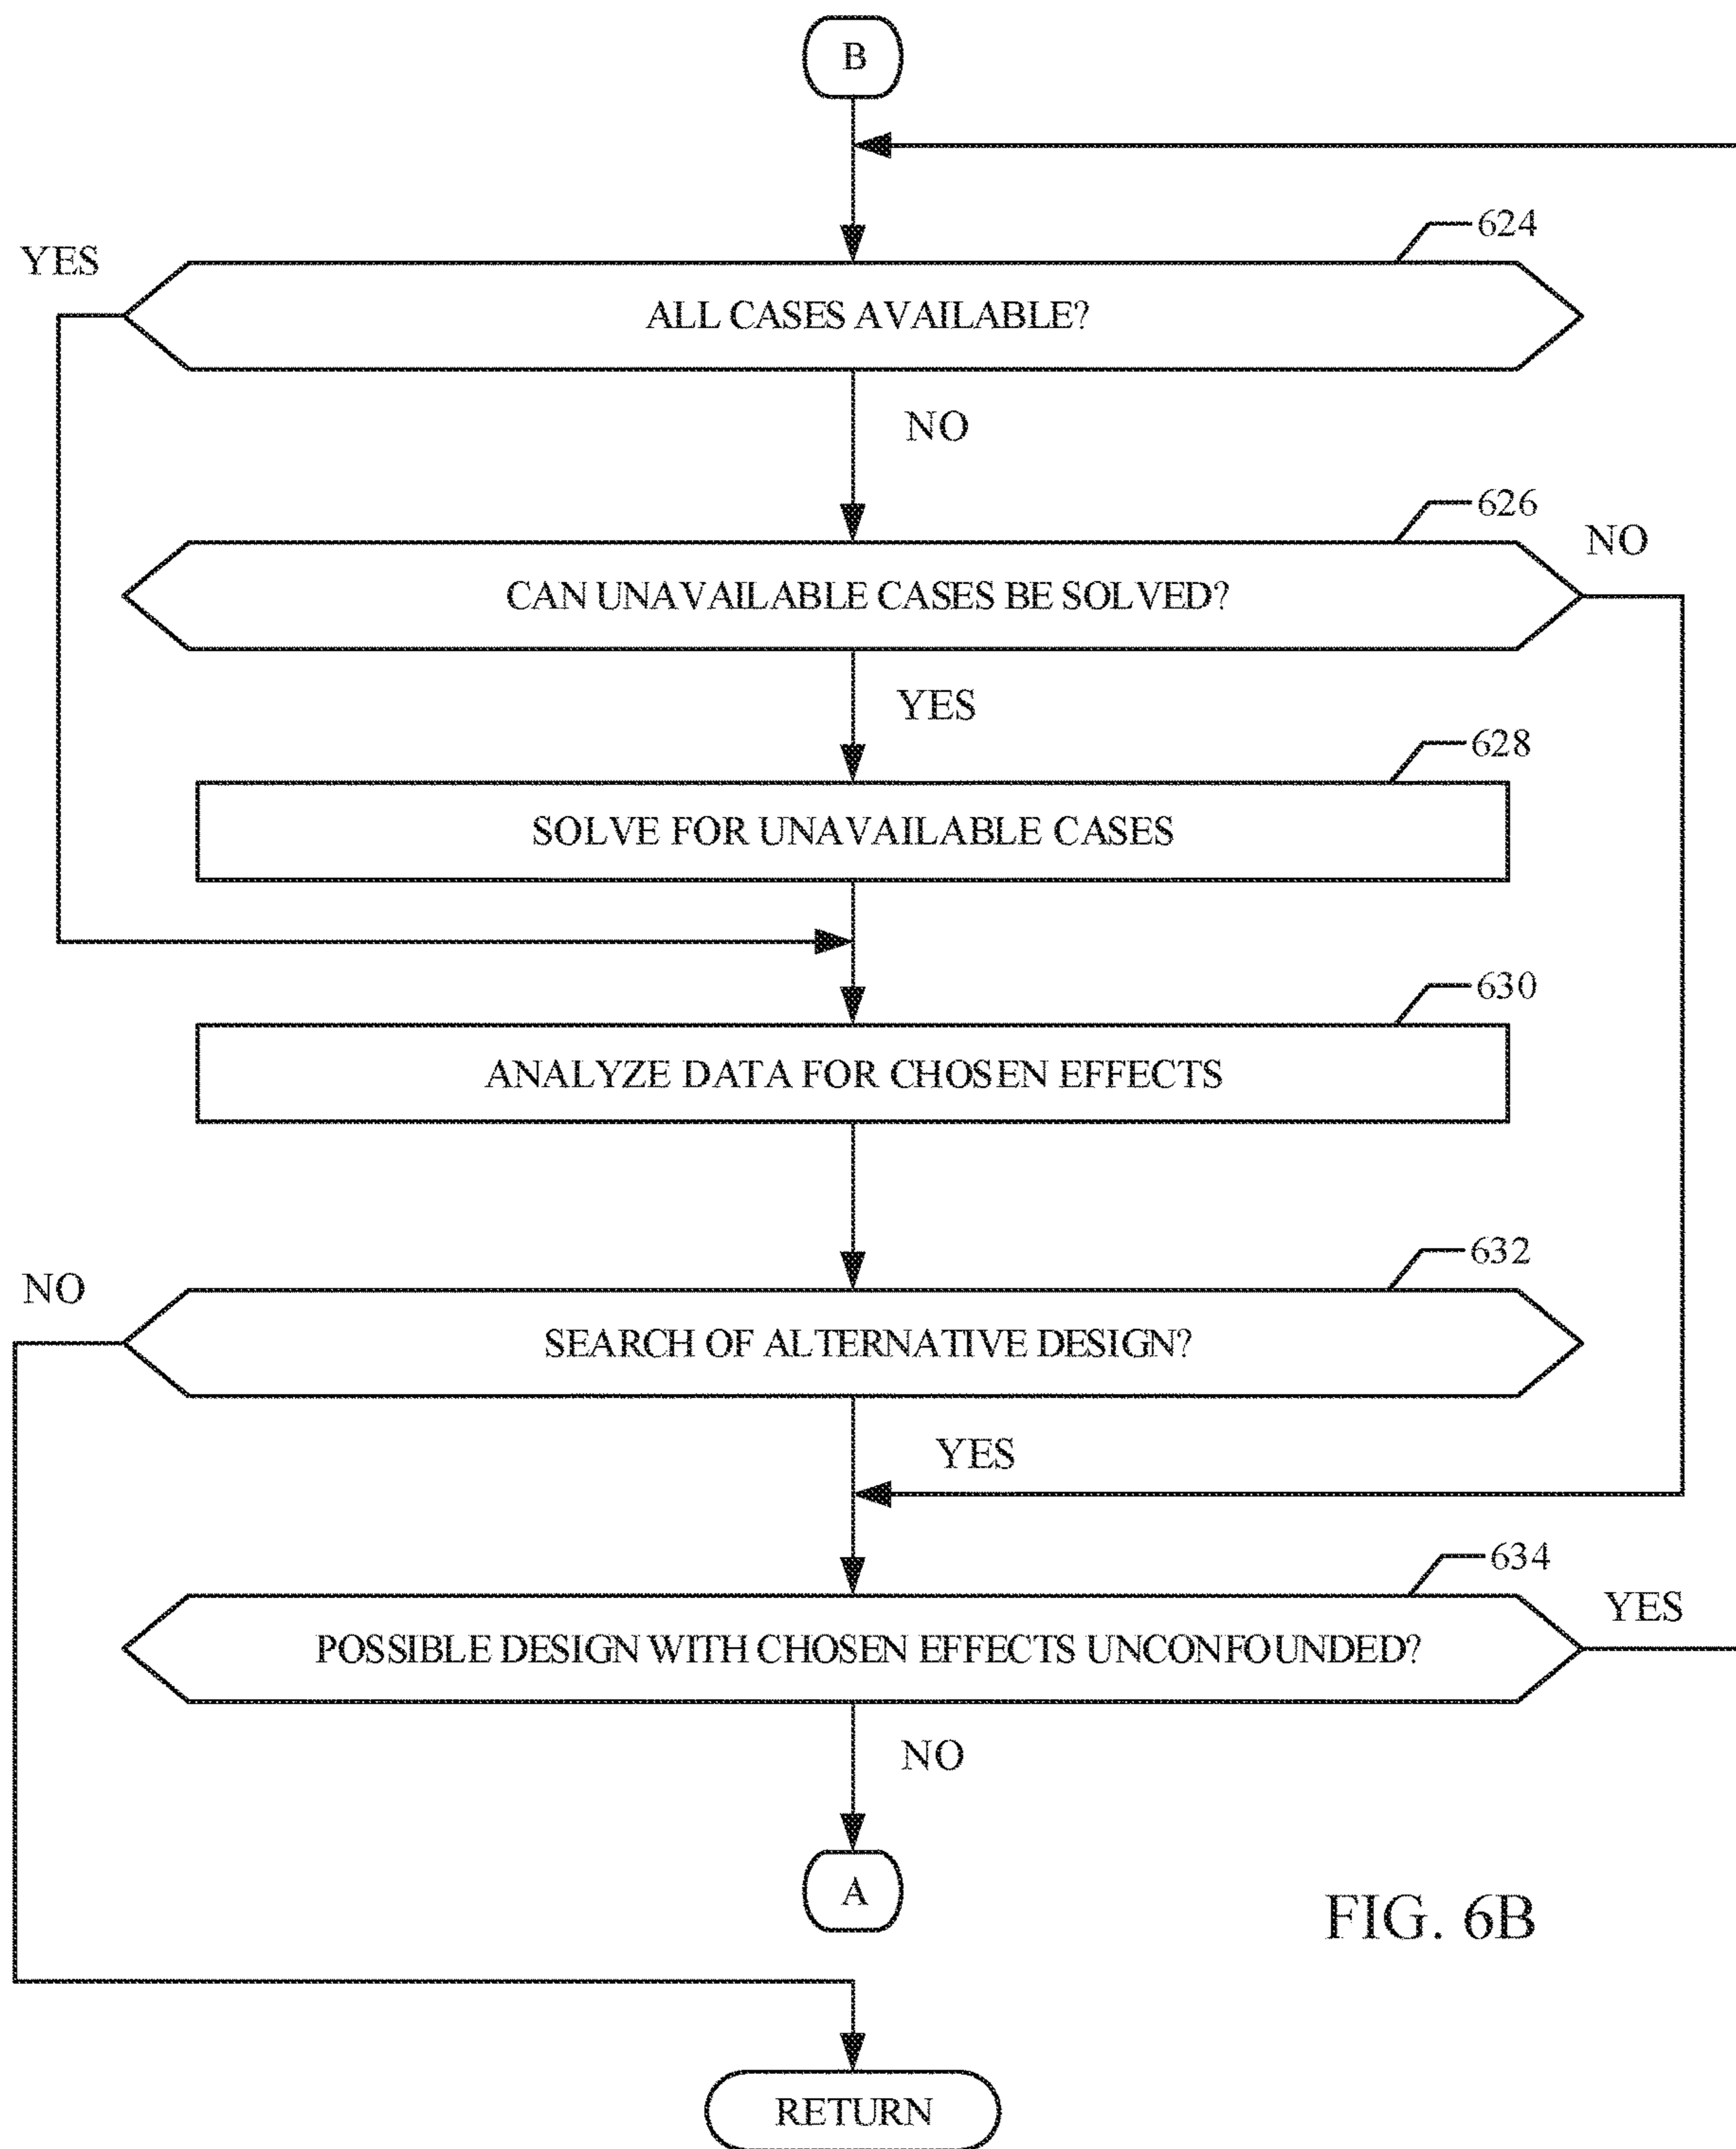 B
624
YES
ALL CASES AVAILABLE?
NO
626
NO
CAN UNAVAILABLE CASES BE SOLVED?
YES
628
SOLVE FOR UNAVAILABLE CASES
630
ANALYZE DATA FOR CHOSEN EFFECTS
632
NO
SEARCH OF ALTERNATIVE DESIGN?
YES
634
YES
POSSIBLE DESIGN WITH CHOSEN EFFECTS UNCONFOUNDED?
NO
A
FIG. 6B
RETURN